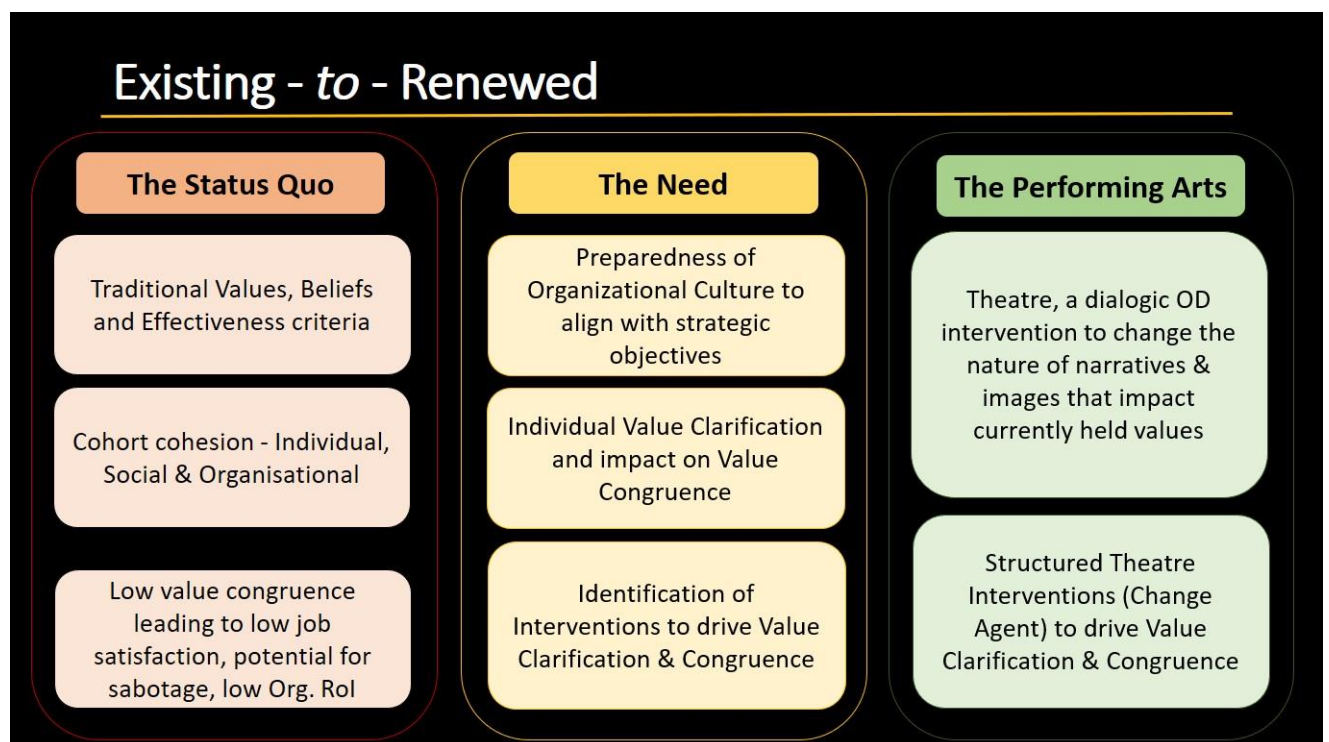 Existing - to - Renewed
The Status Quo
Traditional Values, Beliefs
and Effectiveness criteria
Cohort cohesion - Individual,
Social & Organisational
Low value congruence
leading to low job
satisfaction, potential for
sabotage, low Org. RoI
The Need
Preparedness of
Organizational Culture to
align with strategic
objectives
Individual Value Clarification
and impact on Value
Congruence
Identification of
Interventions to drive Value
Clarification & Congruence
The Performing Arts
Theatre, a dialogic OD
intervention to change the
nature of narratives &
images that impact
currently held values
Structured Theatre
Interventions (Change
Agent) to drive Value
Clarification & Congruence